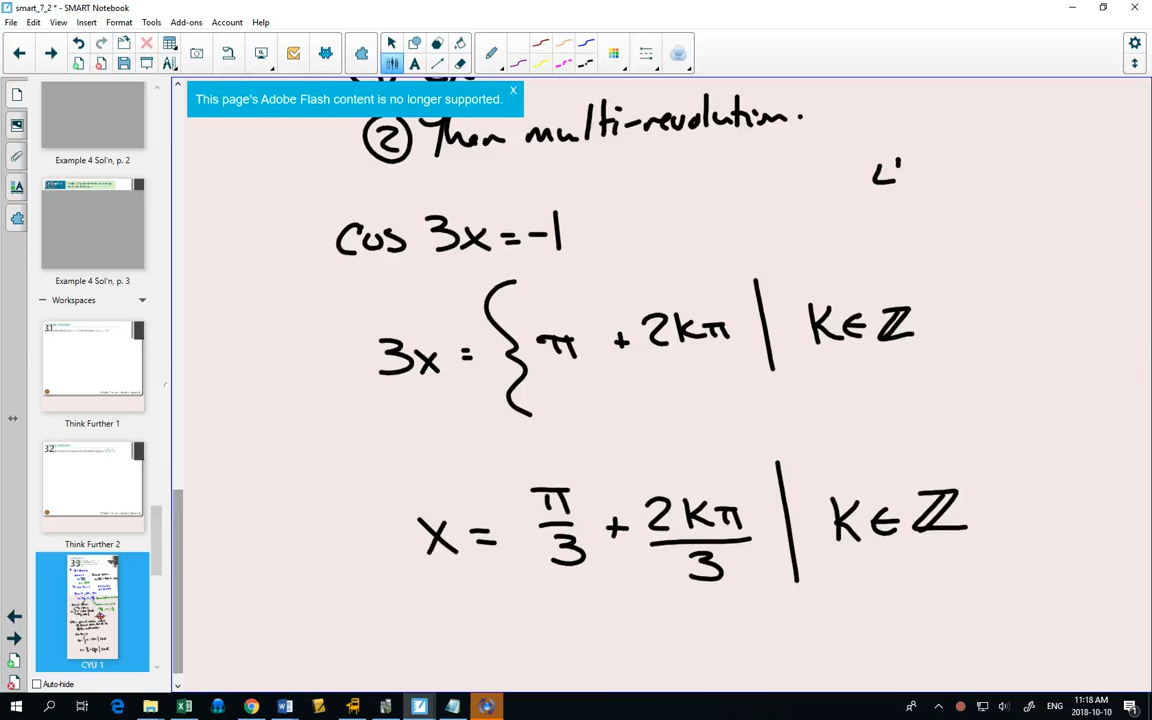 smart_7_2 * - SMART Notebook
File Edit View Insert Format Tools Add-ons Account Help
This page's Adobe Flash content is no longer supported. X
② Then multi-revolution.
cos 3x = -1
3x = { π + 2kπ | K ∈ ℤ
x = π/3 + 2kπ/3 | K ∈ ℤ
Example 4 Sol'n, p. 2
Example 4 Sol'n, p. 3
Workspaces
31
Think Further 1
32
Think Further 2
33
CYU 1
Auto-hide
ENG
11:18 AM
2018-10-10